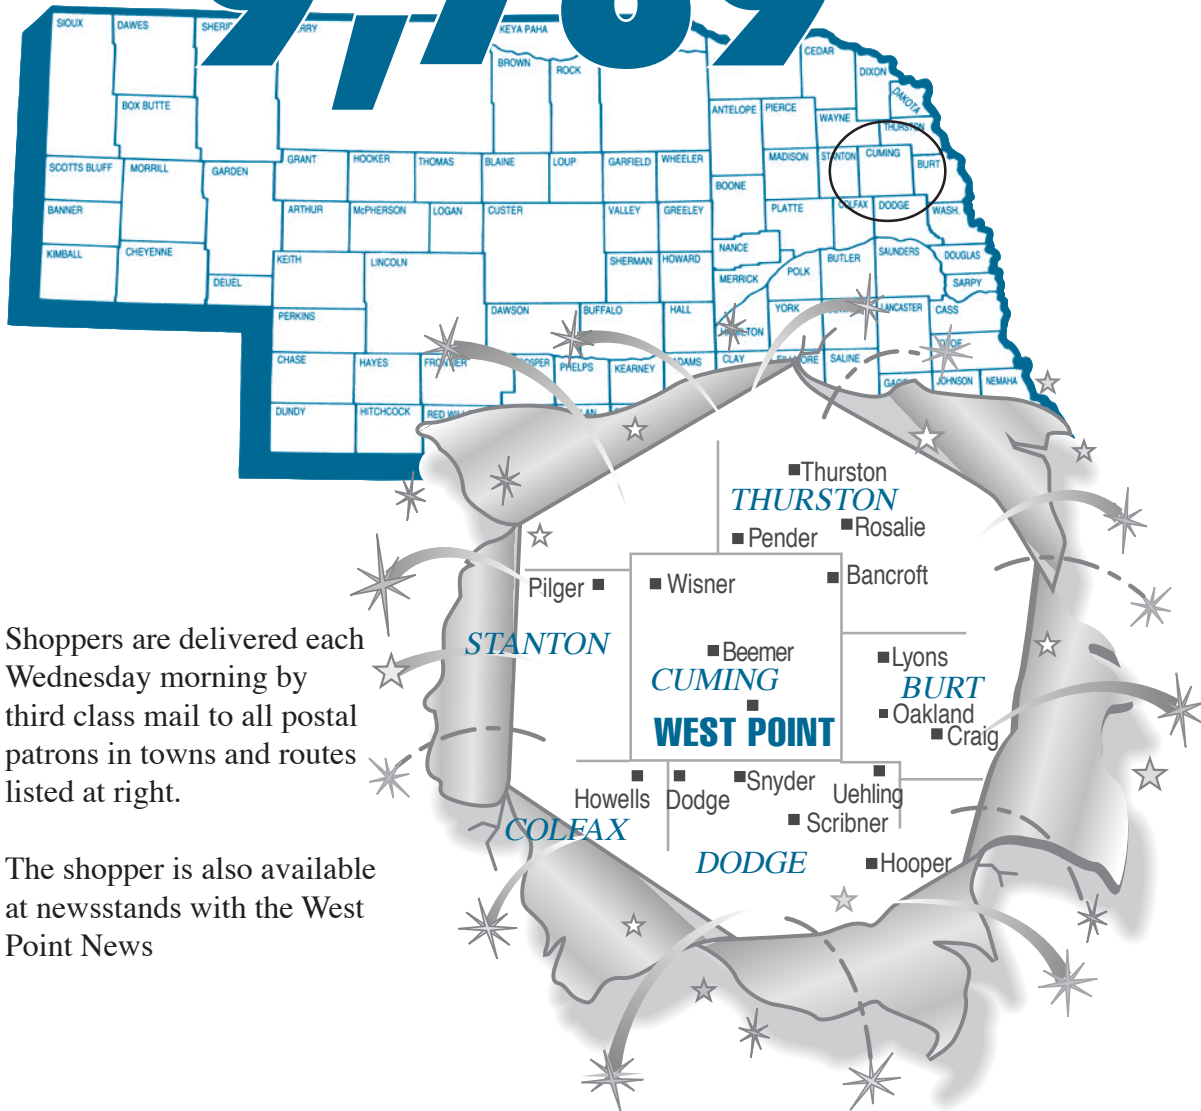 SIOUX
DAWES
KEYA PAHA
CEDAR
DIXON
DAKOTA
BROWN
ROCK
BOX BUTTE
ANTELOPE
PIERCE
WAYNE
THURSTON
SCOTTS BLUFF
MORRILL
GARDEN
GRANT
HOOKER
THOMAS
BLAINE
LOUP
GARFIELD
WHEELER
MADISON
STANTON
CUMING
BURT
BOONE
BANNER
ARTHUR
McPHERSON
LOGAN
CUSTER
VALLEY
GREELEY
PLATTE
COLFAX
DODGE
WASH.
KIMBALL
CHEYENNE
DEUEL
KEITH
LINCOLN
SHERMAN
HOWARD
NANCE
MERRICK
POLK
BUTLER
SAUNDERS
DOUGLAS
SARPY
PERKINS
DAWSON
BUFFALO
HALL
YORK
LANCASTER
CASS
CHASE
HAYES
PHELPS
KEARNEY
CLAY
SALINE
JOHNSON
NEMAHA
DUNDY
HITCHCOCK
Thurston
THURSTON
Rosalie
Pender
Pilger
Wisner
Bancroft
STANTON
Beemer
Lyons
CUMING
BURT
Oakland
WEST POINT
Craig
Howells
Dodge
Snyder
Uehling
COLFAX
Scribner
DODGE
Hooper
Shoppers are delivered each
Wednesday morning by
third class mail to all postal
patrons in towns and routes
listed at right.
The shopper is also available
at newsstands with the West
Point News